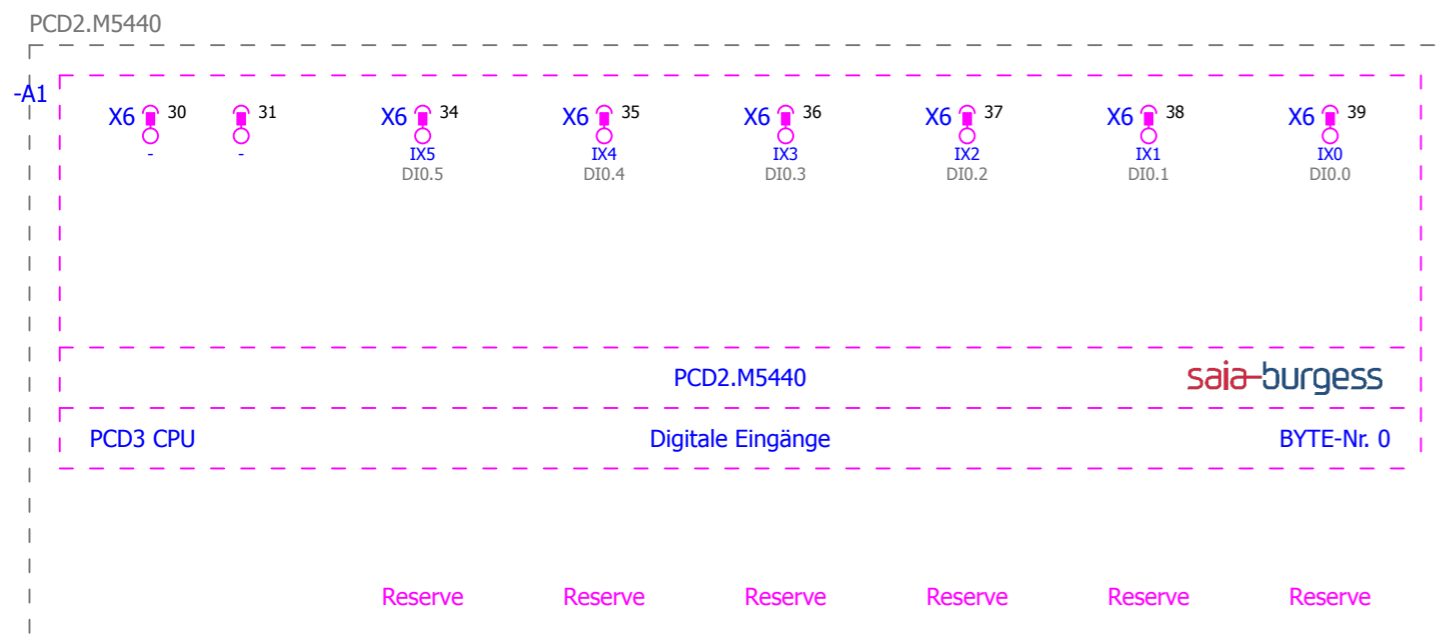 PCD2.M5440
-A1
X6 30 31 X6 34 X6 35 X6 36 X6 37 X6 38 X6 39
- - IX5 IX4 IX3 IX2 IX1 IX0
DI0.5 DI0.4 DI0.3 DI0.2 DI0.1 DI0.0
PCD2.M5440 saia-burgess
PCD3 CPU Digitale Eingänge BYTE-Nr. 0
Reserve Reserve Reserve Reserve Reserve Reserve